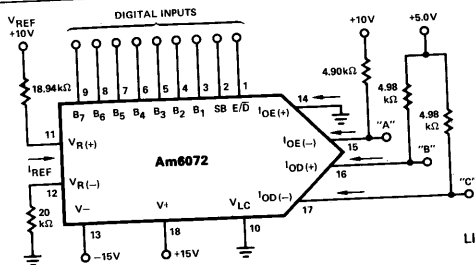 DIGITAL INPUTS
VREF
+10V
+10V
+5.0V
18.94kΩ
4.90kΩ
4.98
kΩ
4.98
kΩ
9 8 7 6 5 4 3 2 1
B7 B6 B5 B4 B3 B2 B1 SB E/D̅
14
IOE(+)
11
VR(+)
IOE(−)
15
"A"
IREF
Am6072
IOD(+)
16
"B"
12
VR(−)
IOD(−)
17
"C"
20
kΩ
V− V+ VLC
13 18 10
−15V +15V
LI